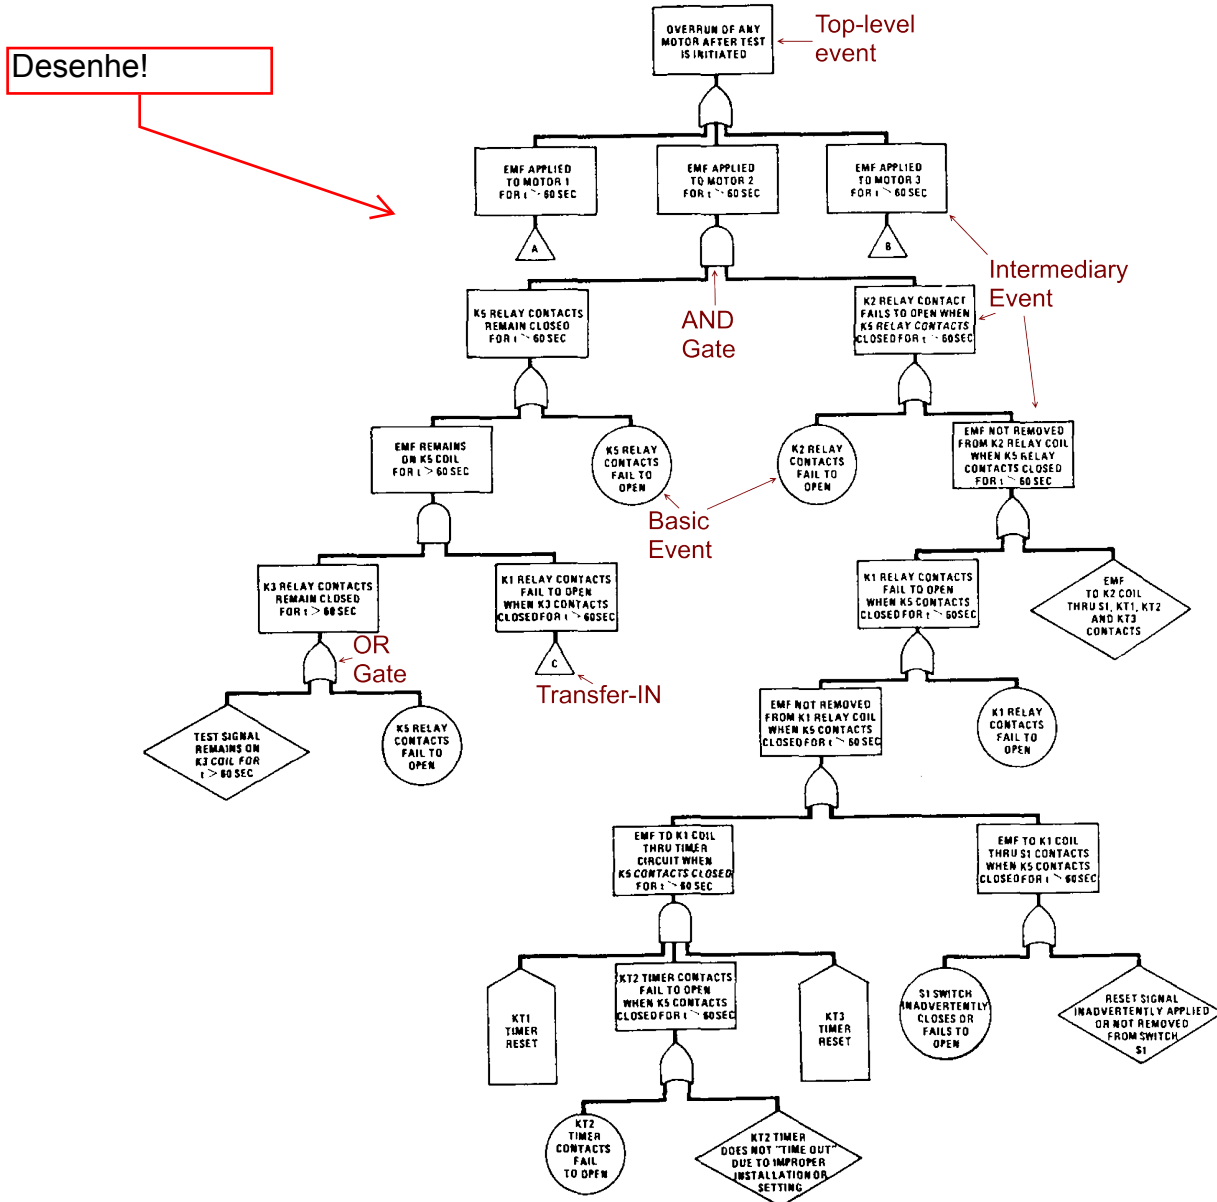 Desenhe!
OVERRUN OF ANY
MOTOR AFTER TEST
IS INITIATED
Top-level
event
EMF APPLIED
TO MOTOR 1
FOR t > 60 SEC
EMF APPLIED
TO MOTOR 2
FOR t > 60 SEC
EMF APPLIED
TO MOTOR 3
FOR t > 60 SEC
A
B
Intermediary
Event
AND
Gate
K5 RELAY CONTACTS
REMAIN CLOSED
FOR t > 60 SEC
K2 RELAY CONTACT
FAILS TO OPEN WHEN
K5 RELAY CONTACTS
CLOSED FOR t > 60 SEC
EMF REMAINS
ON K5 COIL
FOR t > 60 SEC
K5 RELAY
CONTACTS
FAIL TO
OPEN
K2 RELAY
CONTACTS
FAIL TO
OPEN
EMF NOT REMOVED
FROM K2 RELAY COIL
WHEN K5 RELAY
CONTACTS CLOSED
FOR t > 60 SEC
Basic
Event
K3 RELAY CONTACTS
REMAIN CLOSED
FOR t > 60 SEC
K1 RELAY CONTACTS
FAIL TO OPEN
WHEN K3 CONTACTS
CLOSED FOR t > 60 SEC
K1 RELAY CONTACTS
FAIL TO OPEN
WHEN K5 CONTACTS
CLOSED FOR t > 60 SEC
EMF
TO K2 COIL
THRU S1, KT1, KT2
AND KT3
CONTACTS
OR
Gate
C
Transfer-IN
TEST SIGNAL
REMAINS ON
K3 COIL FOR
t > 60 SEC
K5 RELAY
CONTACTS
FAIL TO
OPEN
EMF NOT REMOVED
FROM K1 RELAY COIL
WHEN K5 CONTACTS
CLOSED FOR t > 60 SEC
K1 RELAY
CONTACTS
FAIL TO
OPEN
EMF TO K1 COIL
THRU TIMER
CIRCUIT WHEN
K5 CONTACTS CLOSED
FOR t > 60 SEC
EMF TO K1 COIL
THRU S1 CONTACTS
WHEN K5 CONTACTS
CLOSED FOR t > 60 SEC
KT1
TIMER
RESET
KT2 TIMER CONTACTS
FAIL TO OPEN
WHEN K5 CONTACTS
CLOSED FOR t > 60 SEC
KT3
TIMER
RESET
S1 SWITCH
INADVERTENTLY
CLOSES OR
FAILS TO
OPEN
RESET SIGNAL
INADVERTENTLY APPLIED
OR NOT REMOVED
FROM SWITCH
S1
KT2
TIMER
CONTACTS
FAIL
TO OPEN
KT2 TIMER
DOES NOT "TIME OUT"
DUE TO IMPROPER
INSTALLATION OR
SETTING